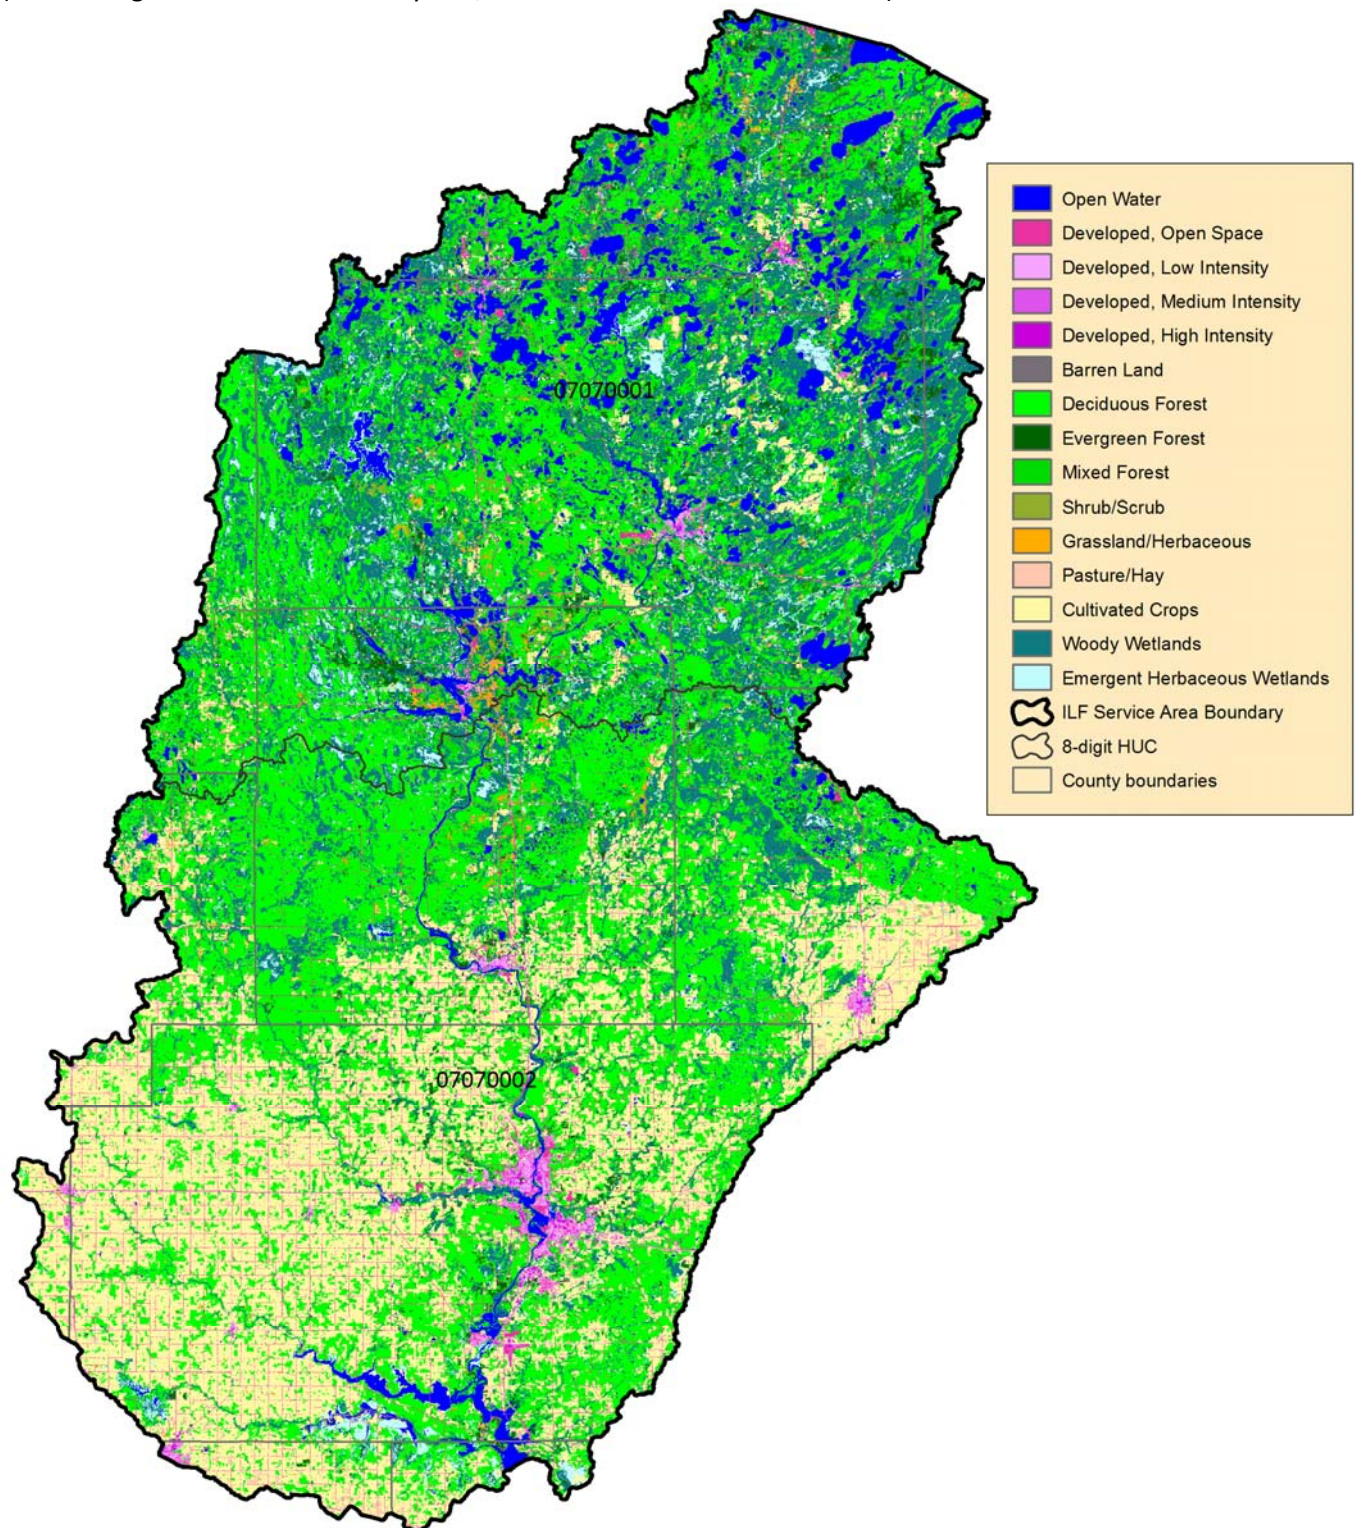 07070001
07070002
Open Water
Developed, Open Space
Developed, Low Intensity
Developed, Medium Intensity
Developed, High Intensity
Barren Land
Deciduous Forest
Evergreen Forest
Mixed Forest
Shrub/Scrub
Grassland/Herbaceous
Pasture/Hay
Cultivated Crops
Woody Wetlands
Emergent Herbaceous Wetlands
ILF Service Area Boundary
8-digit HUC
County boundaries